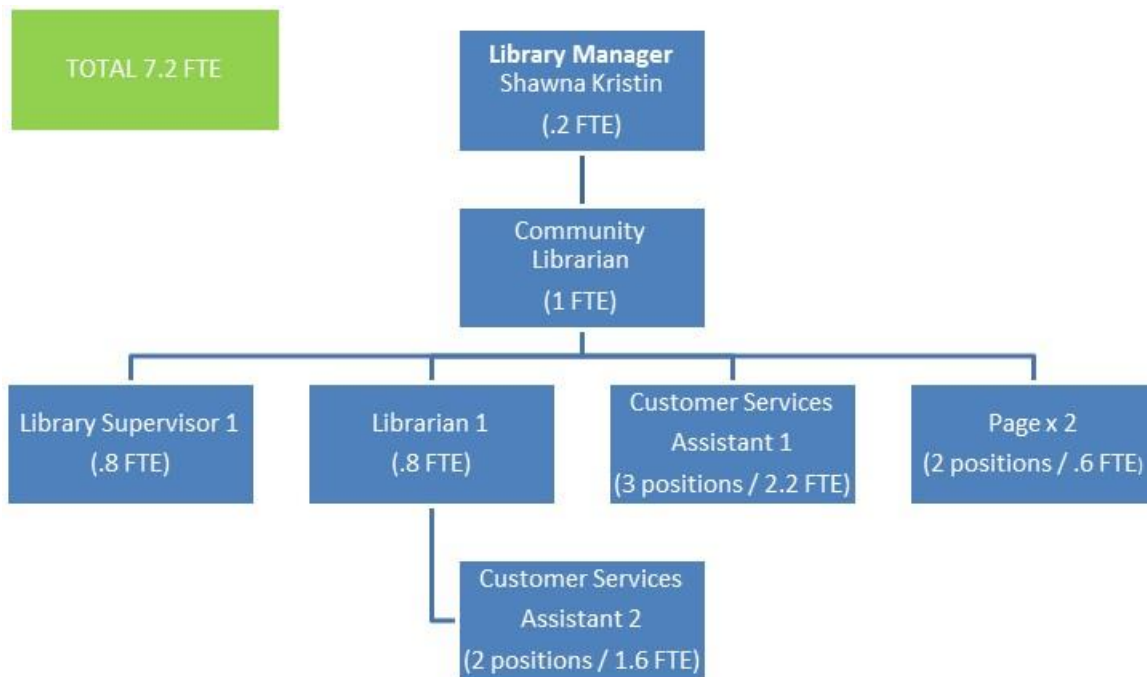 TOTAL 7.2 FTE
Library Manager
Shawna Kristin
(.2 FTE)
Community
Librarian
(1 FTE)
Library Supervisor 1
(.8 FTE)
Librarian 1
(.8 FTE)
Customer Services
Assistant 1
(3 positions / 2.2 FTE)
Page x 2
(2 positions / .6 FTE)
Customer Services
Assistant 2
(2 positions / 1.6 FTE)